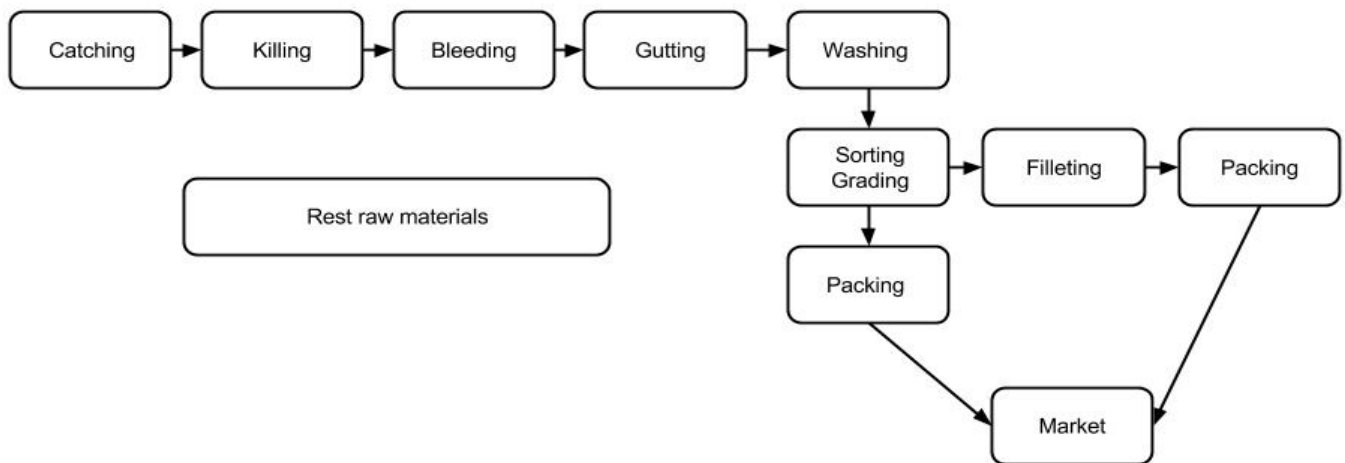 Catching
Killing
Bleeding
Gutting
Washing
Sorting
Grading
Filleting
Packing
Rest raw materials
Packing
Market